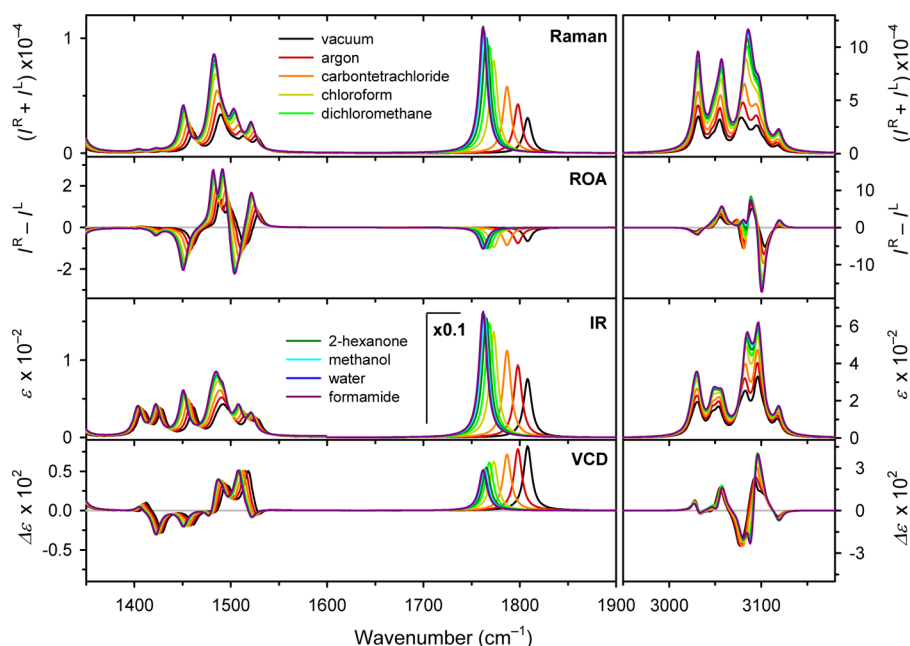 Raman
vacuum
argon
carbontetrachloride
chloroform
dichloromethane
(I^R + I^L) x10^–4
1
0
10
5
0
(I^R + I^L) x10^–4
ROA
I^R – I^L
2
0
-2
10
0
-10
I^R – I^L
IR
x0.1
2-hexanone
methanol
water
formamide
ε x 10^–2
1
0
6
4
2
0
ε x 10^–2
VCD
Δε x 10^2
0.5
0.0
-0.5
3
0
-3
Δε x 10^2
1400 1500 1600 1700 1800 1900 3000 3100
Wavenumber (cm^–1)